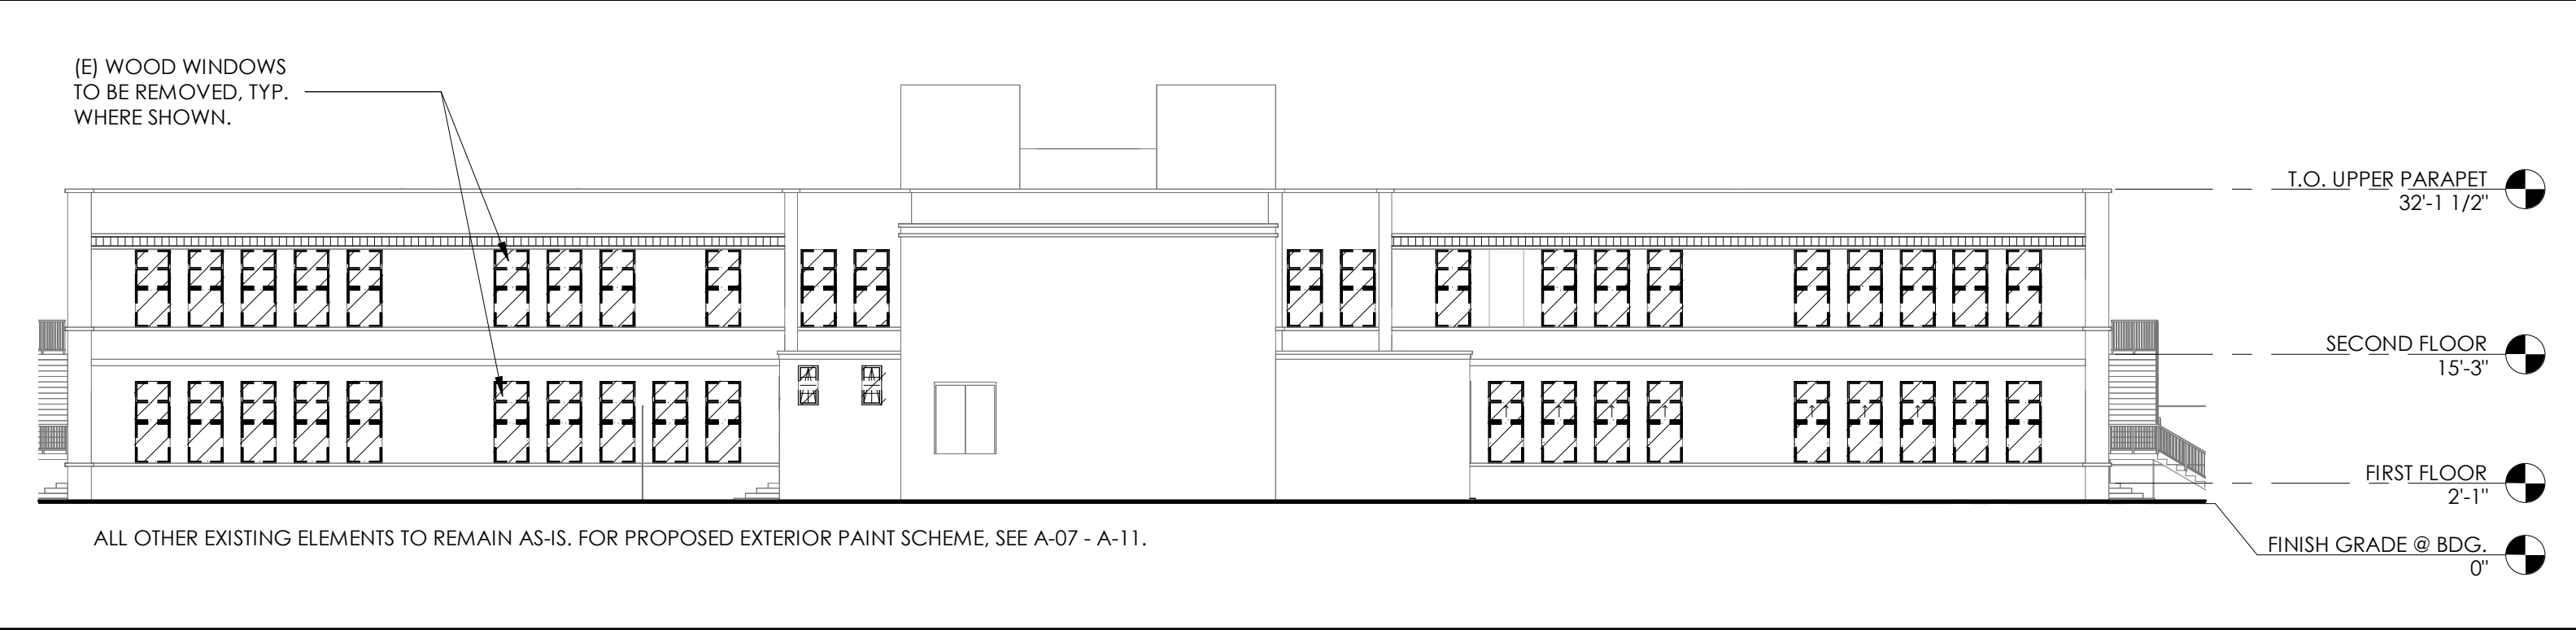 (E) WOOD WINDOWS
TO BE REMOVED, TYP.
WHERE SHOWN.
T.O. UPPER PARAPET
32'-1 1/2"
SECOND FLOOR
15'-3"
FIRST FLOOR
2'-1"
ALL OTHER EXISTING ELEMENTS TO REMAIN AS-IS. FOR PROPOSED EXTERIOR PAINT SCHEME, SEE A-07 - A-11.
FINISH GRADE @ BDG.
0"